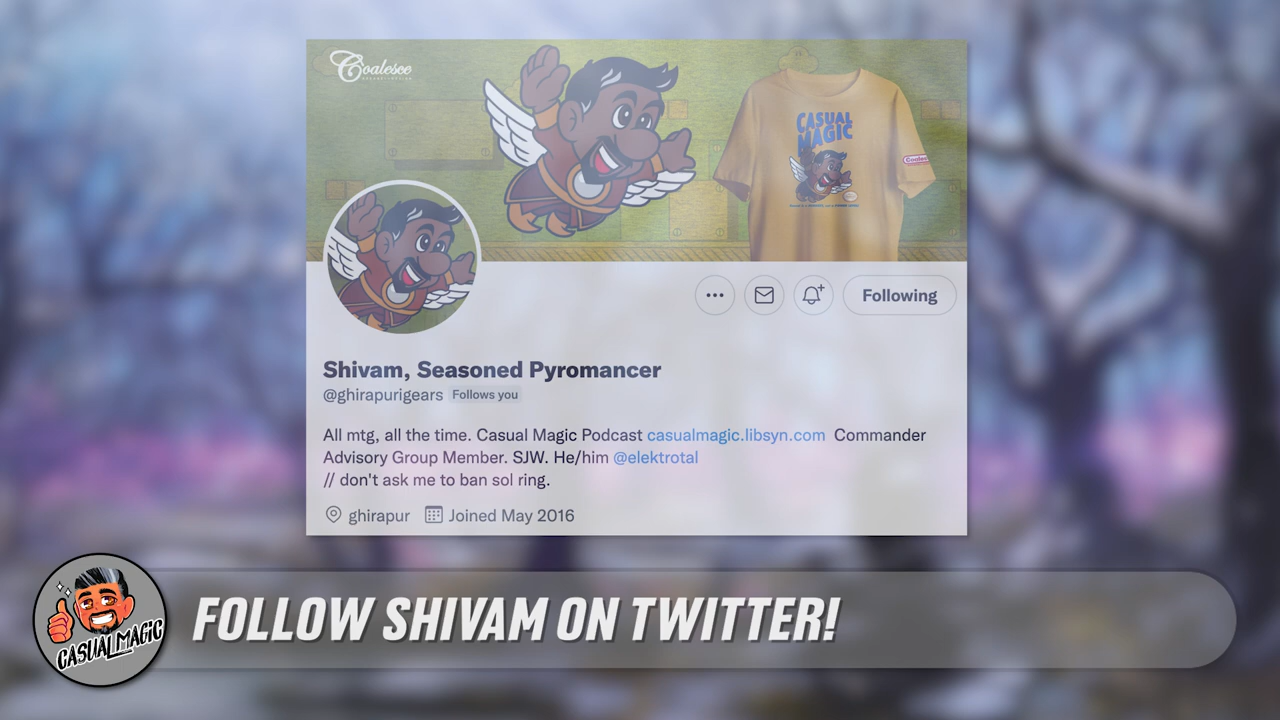 Coalesce
CASUAL
MAGIC
Following
Shivam, Seasoned Pyromancer
@ghirapurigears Follows you
All mtg, all the time. Casual Magic Podcast casualmagic.libsyn.com Commander
Advisory Group Member. SJW. He/him @elektrotal
// don't ask me to ban sol ring.
ghirapur Joined May 2016
CASUAL MAGIC
FOLLOW SHIVAM ON TWITTER!